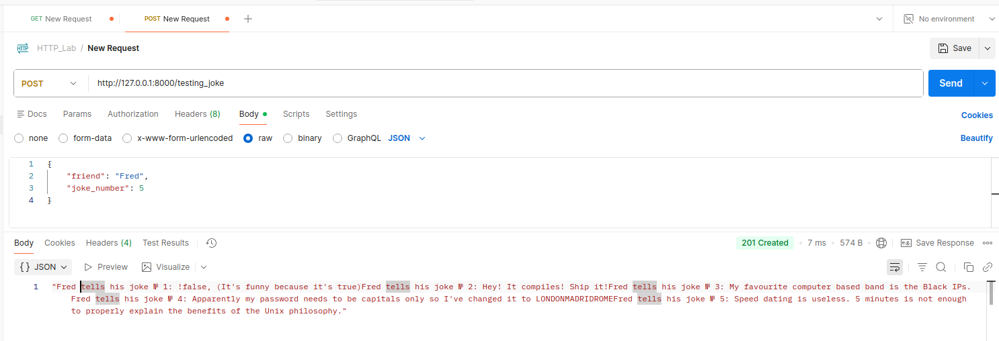 GET New Request
POST New Request
No environment
HTTP HTTP_Lab / New Request
Save
POST http://127.0.0.1:8000/testing_joke
Send
Docs Params Authorization Headers (8) Body Scripts Settings
Cookies
none form-data x-www-form-urlencoded raw binary GraphQL JSON
Beautify
1 {
2 "friend": "Fred",
3 "joke_number": 5
4 }
Body Cookies Headers (4) Test Results
201 Created • 7 ms • 574 B • e.g. Save Response
{} JSON Preview Visualize
1 "Fred tells his joke № 1: !false, (It's funny because it's true)Fred tells his joke № 2: Hey! It compiles! Ship it!Fred tells his joke № 3: My favourite computer based band is the Black IPs.
Fred tells his joke № 4: Apparently my password needs to be capitals only so I've changed it to LONDONMADRIDROMEFred tells his joke № 5: Speed dating is useless. 5 minutes is not enough
to properly explain the benefits of the Unix philosophy."